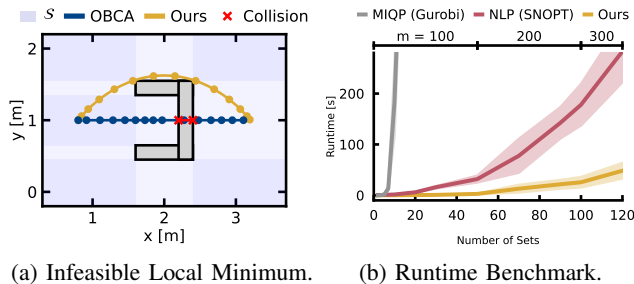 S OBCA Ours Collision
2
1
0
y [m]
1 2 3
x [m]
(a) Infeasible Local Minimum.
MIQP (Gurobi) NLP (SNOPT) Ours
m = 100 200 300
200
100
0
Runtime [s]
0 20 40 60 80 100 120
Number of Sets
(b) Runtime Benchmark.